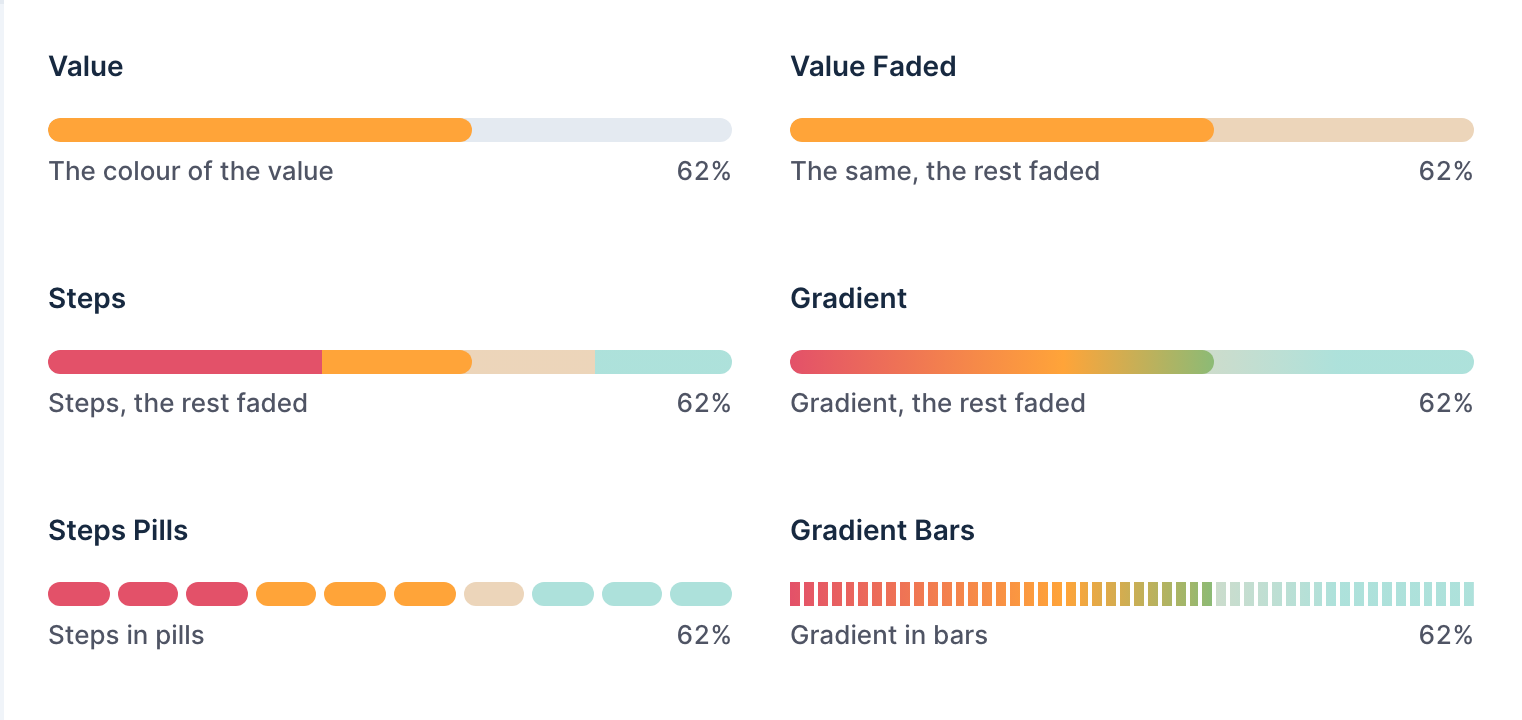 Value
The colour of the value 62%
Value Faded
The same, the rest faded 62%
Steps
Steps, the rest faded 62%
Gradient
Gradient, the rest faded 62%
Steps Pills
Steps in pills 62%
Gradient Bars
Gradient in bars 62%